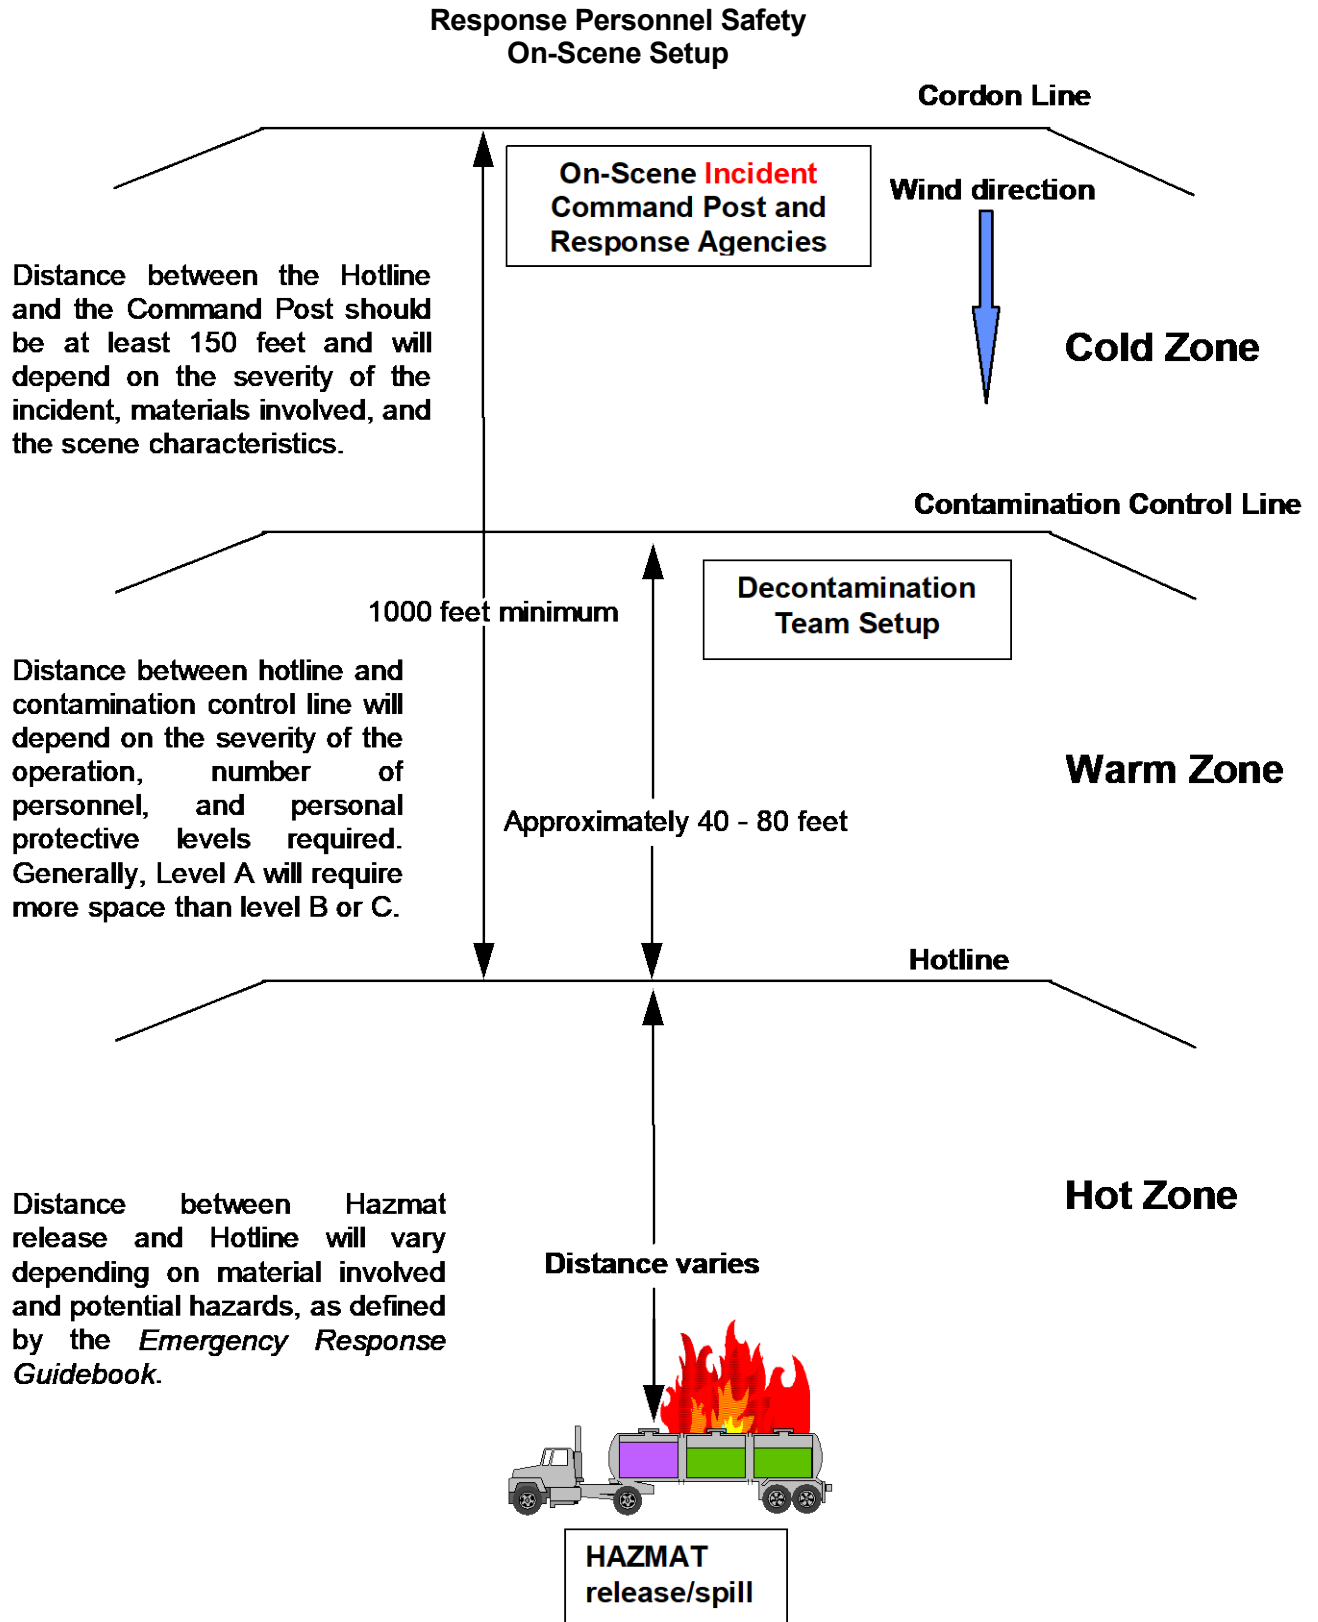 Response Personnel Safety
On-Scene Setup
Cordon Line
On-Scene Incident
Command Post and
Response Agencies
Wind direction
Distance between the Hotline
and the Command Post should
be at least 150 feet and will
depend on the severity of the
incident, materials involved, and
the scene characteristics.
Cold Zone
Contamination Control Line
Decontamination
Team Setup
1000 feet minimum
Distance between hotline and
contamination control line will
depend on the severity of the
operation, number of
personnel, and personal
protective levels required.
Generally, Level A will require
more space than level B or C.
Warm Zone
Approximately 40 - 80 feet
Hotline
Hot Zone
Distance between Hazmat
release and Hotline will vary
depending on material involved
and potential hazards, as defined
by the Emergency Response
Guidebook.
Distance varies
HAZMAT
release/spill